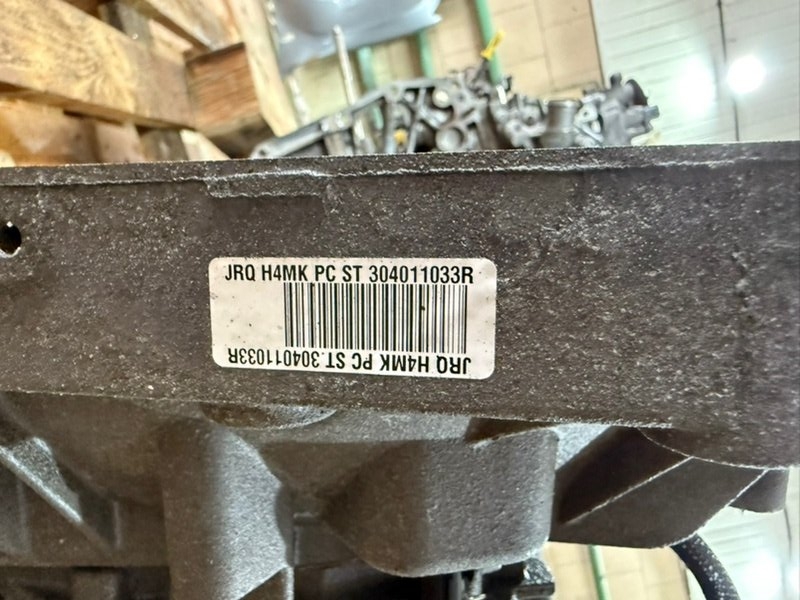 JRQ H4MK PC ST 304011033R
JRQ H4MK PC ST.304011033R